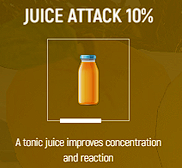 JUICE ATTACK 10%
A tonic juice improves concentration
and reaction